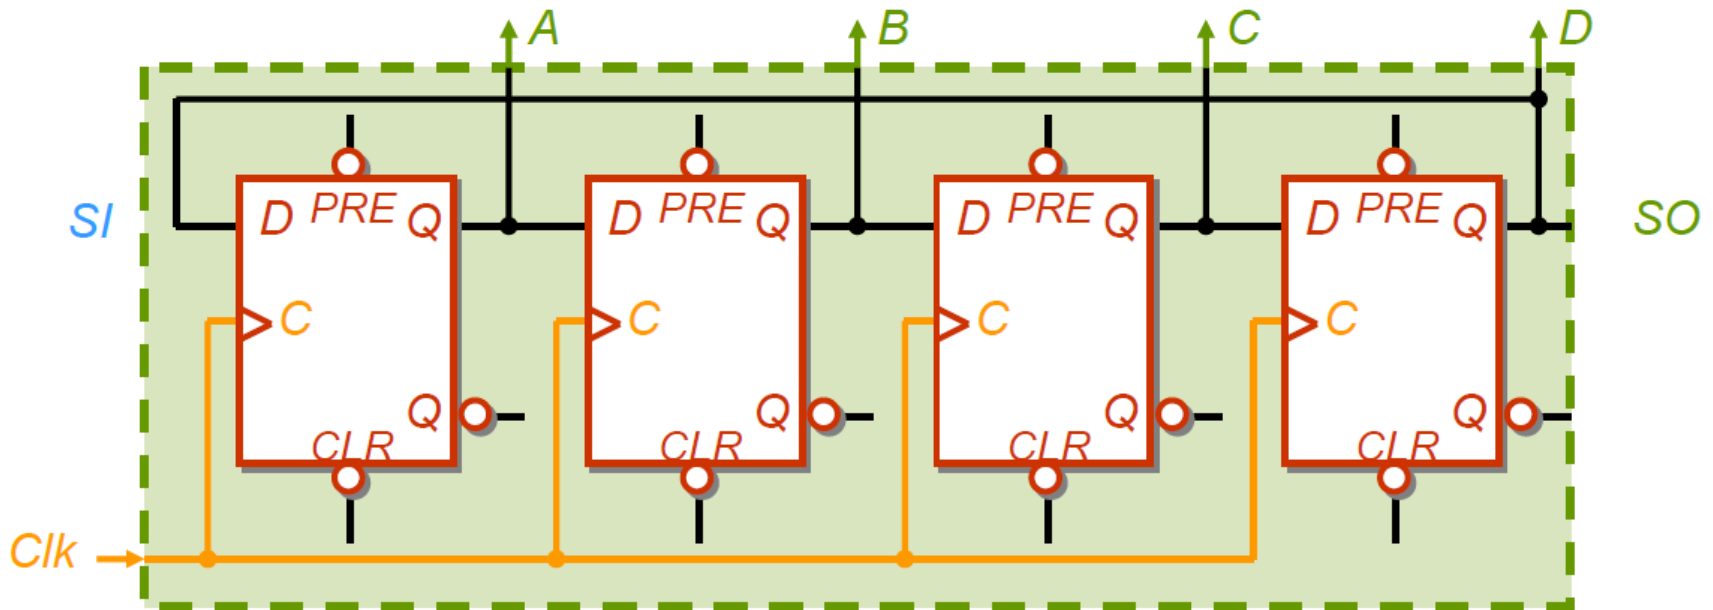 A B C D
SI SO
D PRE Q D PRE Q D PRE Q D PRE Q
C C C C
Q Q Q Q
CLR CLR CLR CLR
Clk